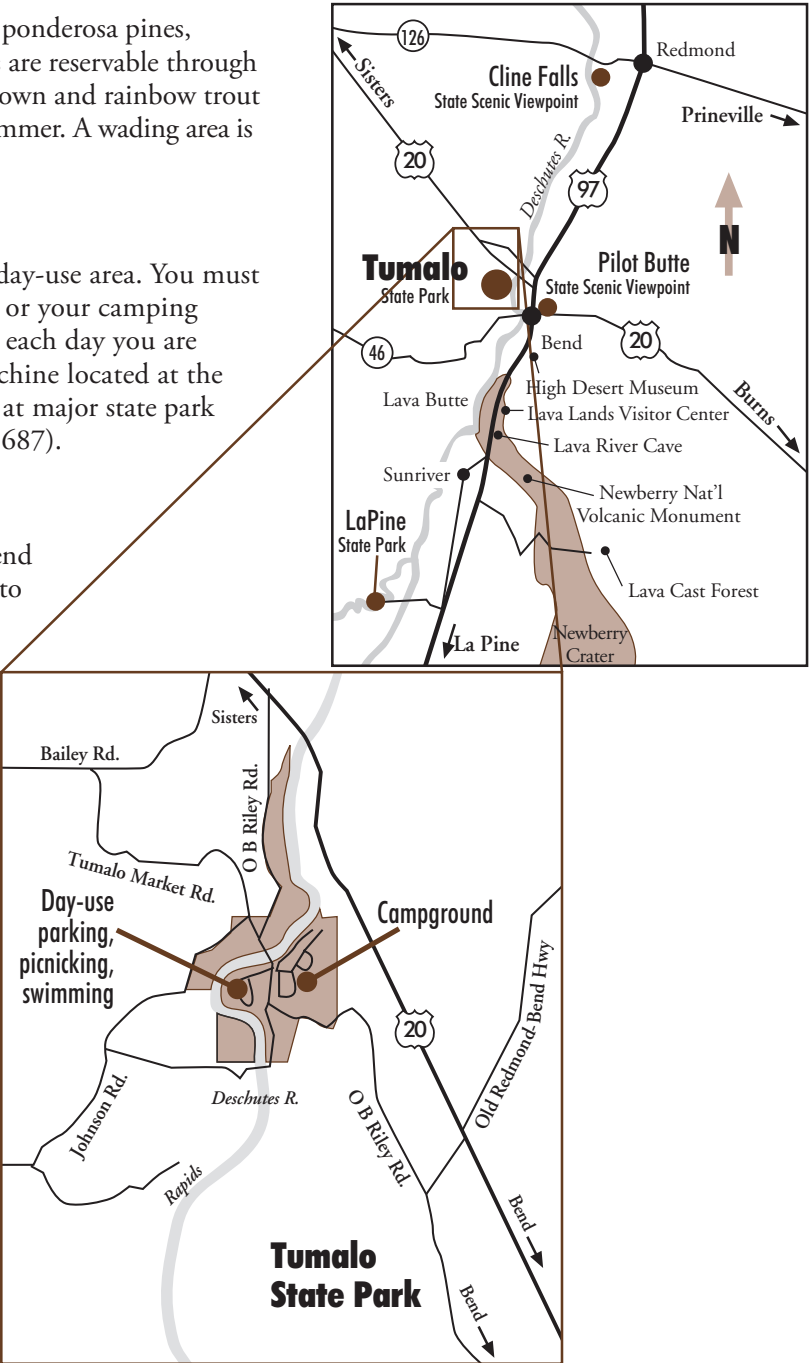 ponderosa pines,
are reservable through
own and rainbow trout
mmer. A wading area is
day-use area. You must
or your camping
each day you are
chine located at the
at major state park
687).
end
to
126
Redmond
Sisters
Cline Falls
State Scenic Viewpoint
Prineville
20
Deschutes R.
97
N
Tumalo
State Park
Pilot Butte
State Scenic Viewpoint
46
Bend
20
High Desert Museum
Burns
Lava Butte
Lava Lands Visitor Center
Lava River Cave
Sunriver
Newberry Nat'l
Volcanic Monument
LaPine
State Park
Lava Cast Forest
La Pine
Newberry
Crater
Sisters
Bailey Rd.
O B Riley Rd.
Tumalo Market Rd.
Day-use
parking,
picnicking,
swimming
Campground
20
Old Redmond-Bend Hwy
Johnson Rd.
Deschutes R.
O B Riley Rd.
Rapids
Bend
Tumalo
State Park
Bend